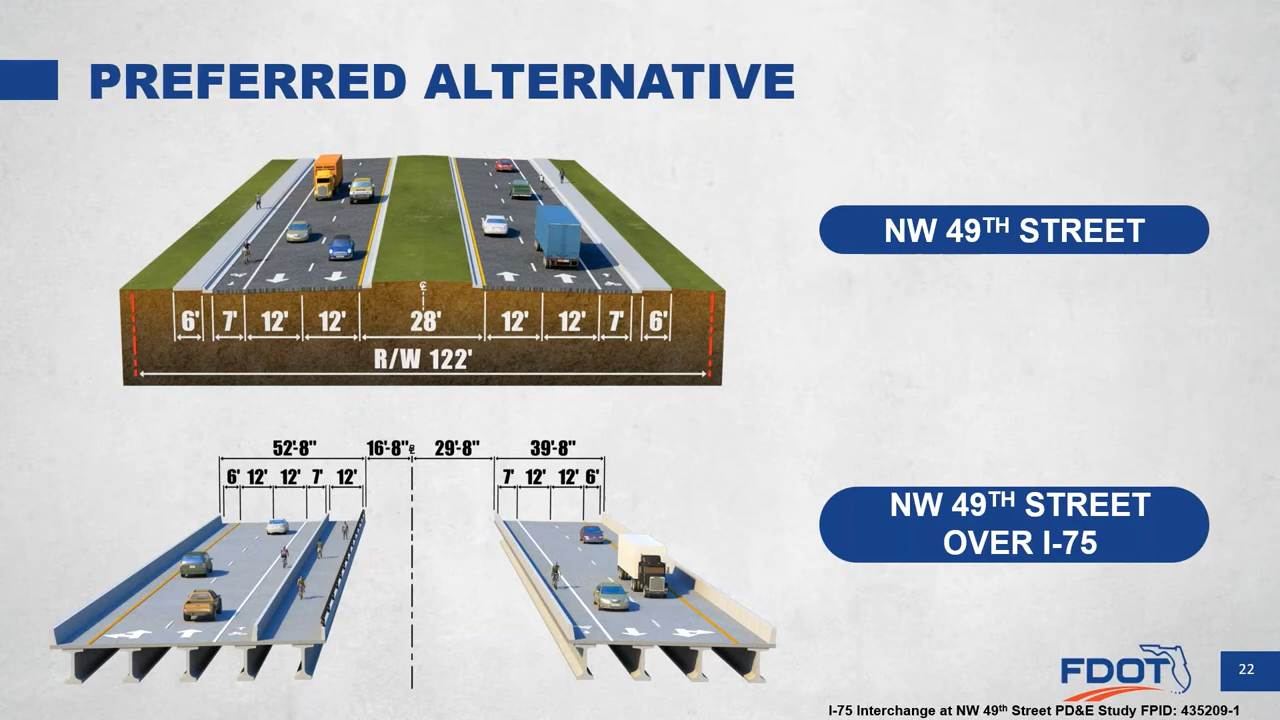 PREFERRED ALTERNATIVE
NW 49TH STREET
℄
6' 7' 12' 12' 28' 12' 12' 7' 6'
R/W 122'
52'-8" 16'-8" ℄ 29'-8" 39'-8"
6' 12' 12' 7' 12' 7' 12' 12' 6'
NW 49TH STREET
OVER I-75
FDOT
22
I-75 Interchange at NW 49th Street PD&E Study FPID: 435209-1